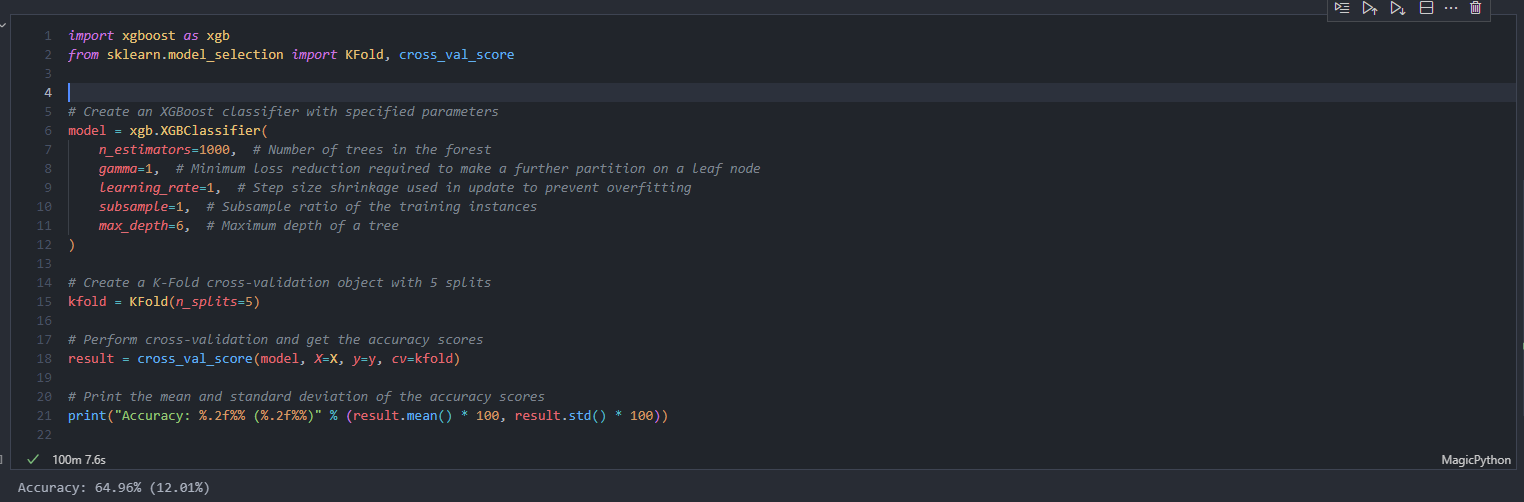 1 import xgboost as xgb
2 from sklearn.model_selection import KFold, cross_val_score
3
4
5 # Create an XGBoost classifier with specified parameters
6 model = xgb.XGBClassifier(
7     n_estimators=1000,  # Number of trees in the forest
8     gamma=1,  # Minimum loss reduction required to make a further partition on a leaf node
9     learning_rate=1,  # Step size shrinkage used in update to prevent overfitting
10     subsample=1,  # Subsample ratio of the training instances
11     max_depth=6,  # Maximum depth of a tree
12 )
13
14 # Create a K-Fold cross-validation object with 5 splits
15 kfold = KFold(n_splits=5)
16
17 # Perform cross-validation and get the accuracy scores
18 result = cross_val_score(model, X=X, y=y, cv=kfold)
19
20 # Print the mean and standard deviation of the accuracy scores
21 print("Accuracy: %.2f%% (%.2f%%)" % (result.mean() * 100, result.std() * 100))
22
100m 7.6s
MagicPython
Accuracy: 64.96% (12.01%)